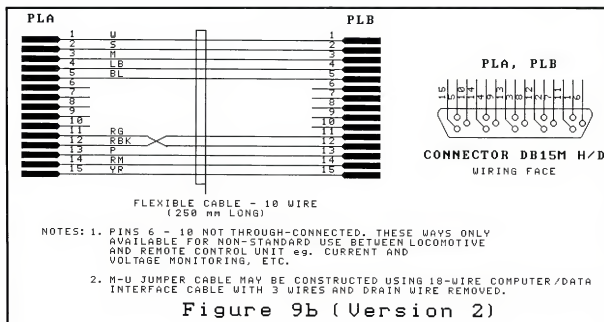 PLA PLB
1 W 1
2 S 2
3 M 3
4 LB 4
5 BL 5
6 6
7 7
8 8
9 9
10 10
11 RG 11
12 RBK 12
13 P 13
14 RM 14
15 YR 15
FLEXIBLE CABLE - 10 WIRE
(250 mm LONG)
PLA, PLB
15 5 10 14 4 9 13 3 8 12 2 7 11 1 6
CONNECTOR DB15M H/D
WIRING FACE
NOTES: 1. PINS 6 - 10 NOT THROUGH-CONNECTED. THESE WAYS ONLY
AVAILABLE FOR NON-STANDARD USE BETWEEN LOCOMOTIVE
AND REMOTE CONTROL UNIT eg. CURRENT AND
VOLTAGE MONITORING, ETC.
2. M-U JUMPER CABLE MAY BE CONSTRUCTED USING 18-WIRE COMPUTER/DATA
INTERFACE CABLE WITH 3 WIRES AND DRAIN WIRE REMOVED.
Figure 9b (Version 2)